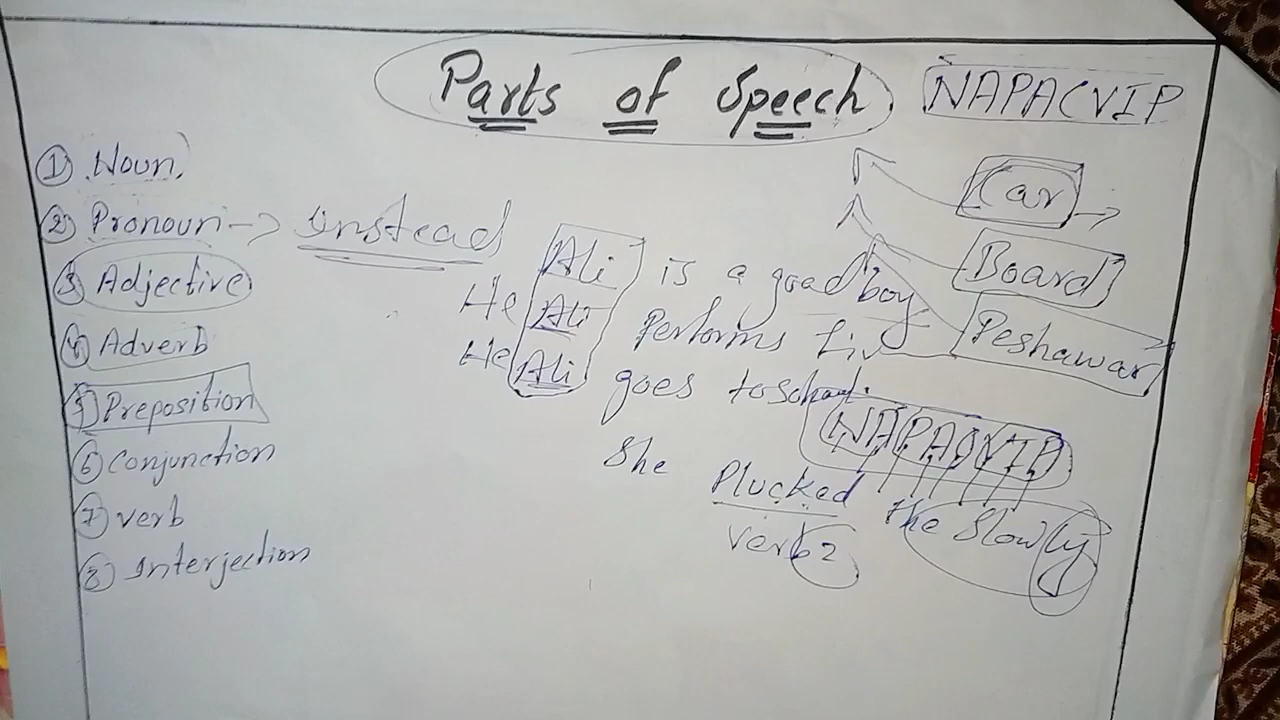 Parts of Speech
NAPACVIP
① Noun.
② Pronoun → instead
③ Adjective
④ Adverb
⑤ Preposition
⑥ Conjunction
⑦ verb
⑧ Interjection
Car
Board
Peshawar
Ali is a good boy
He Ali Performs
He Ali goes to school.
NAPACVIP
She Plucked the Slowly
Verb 2